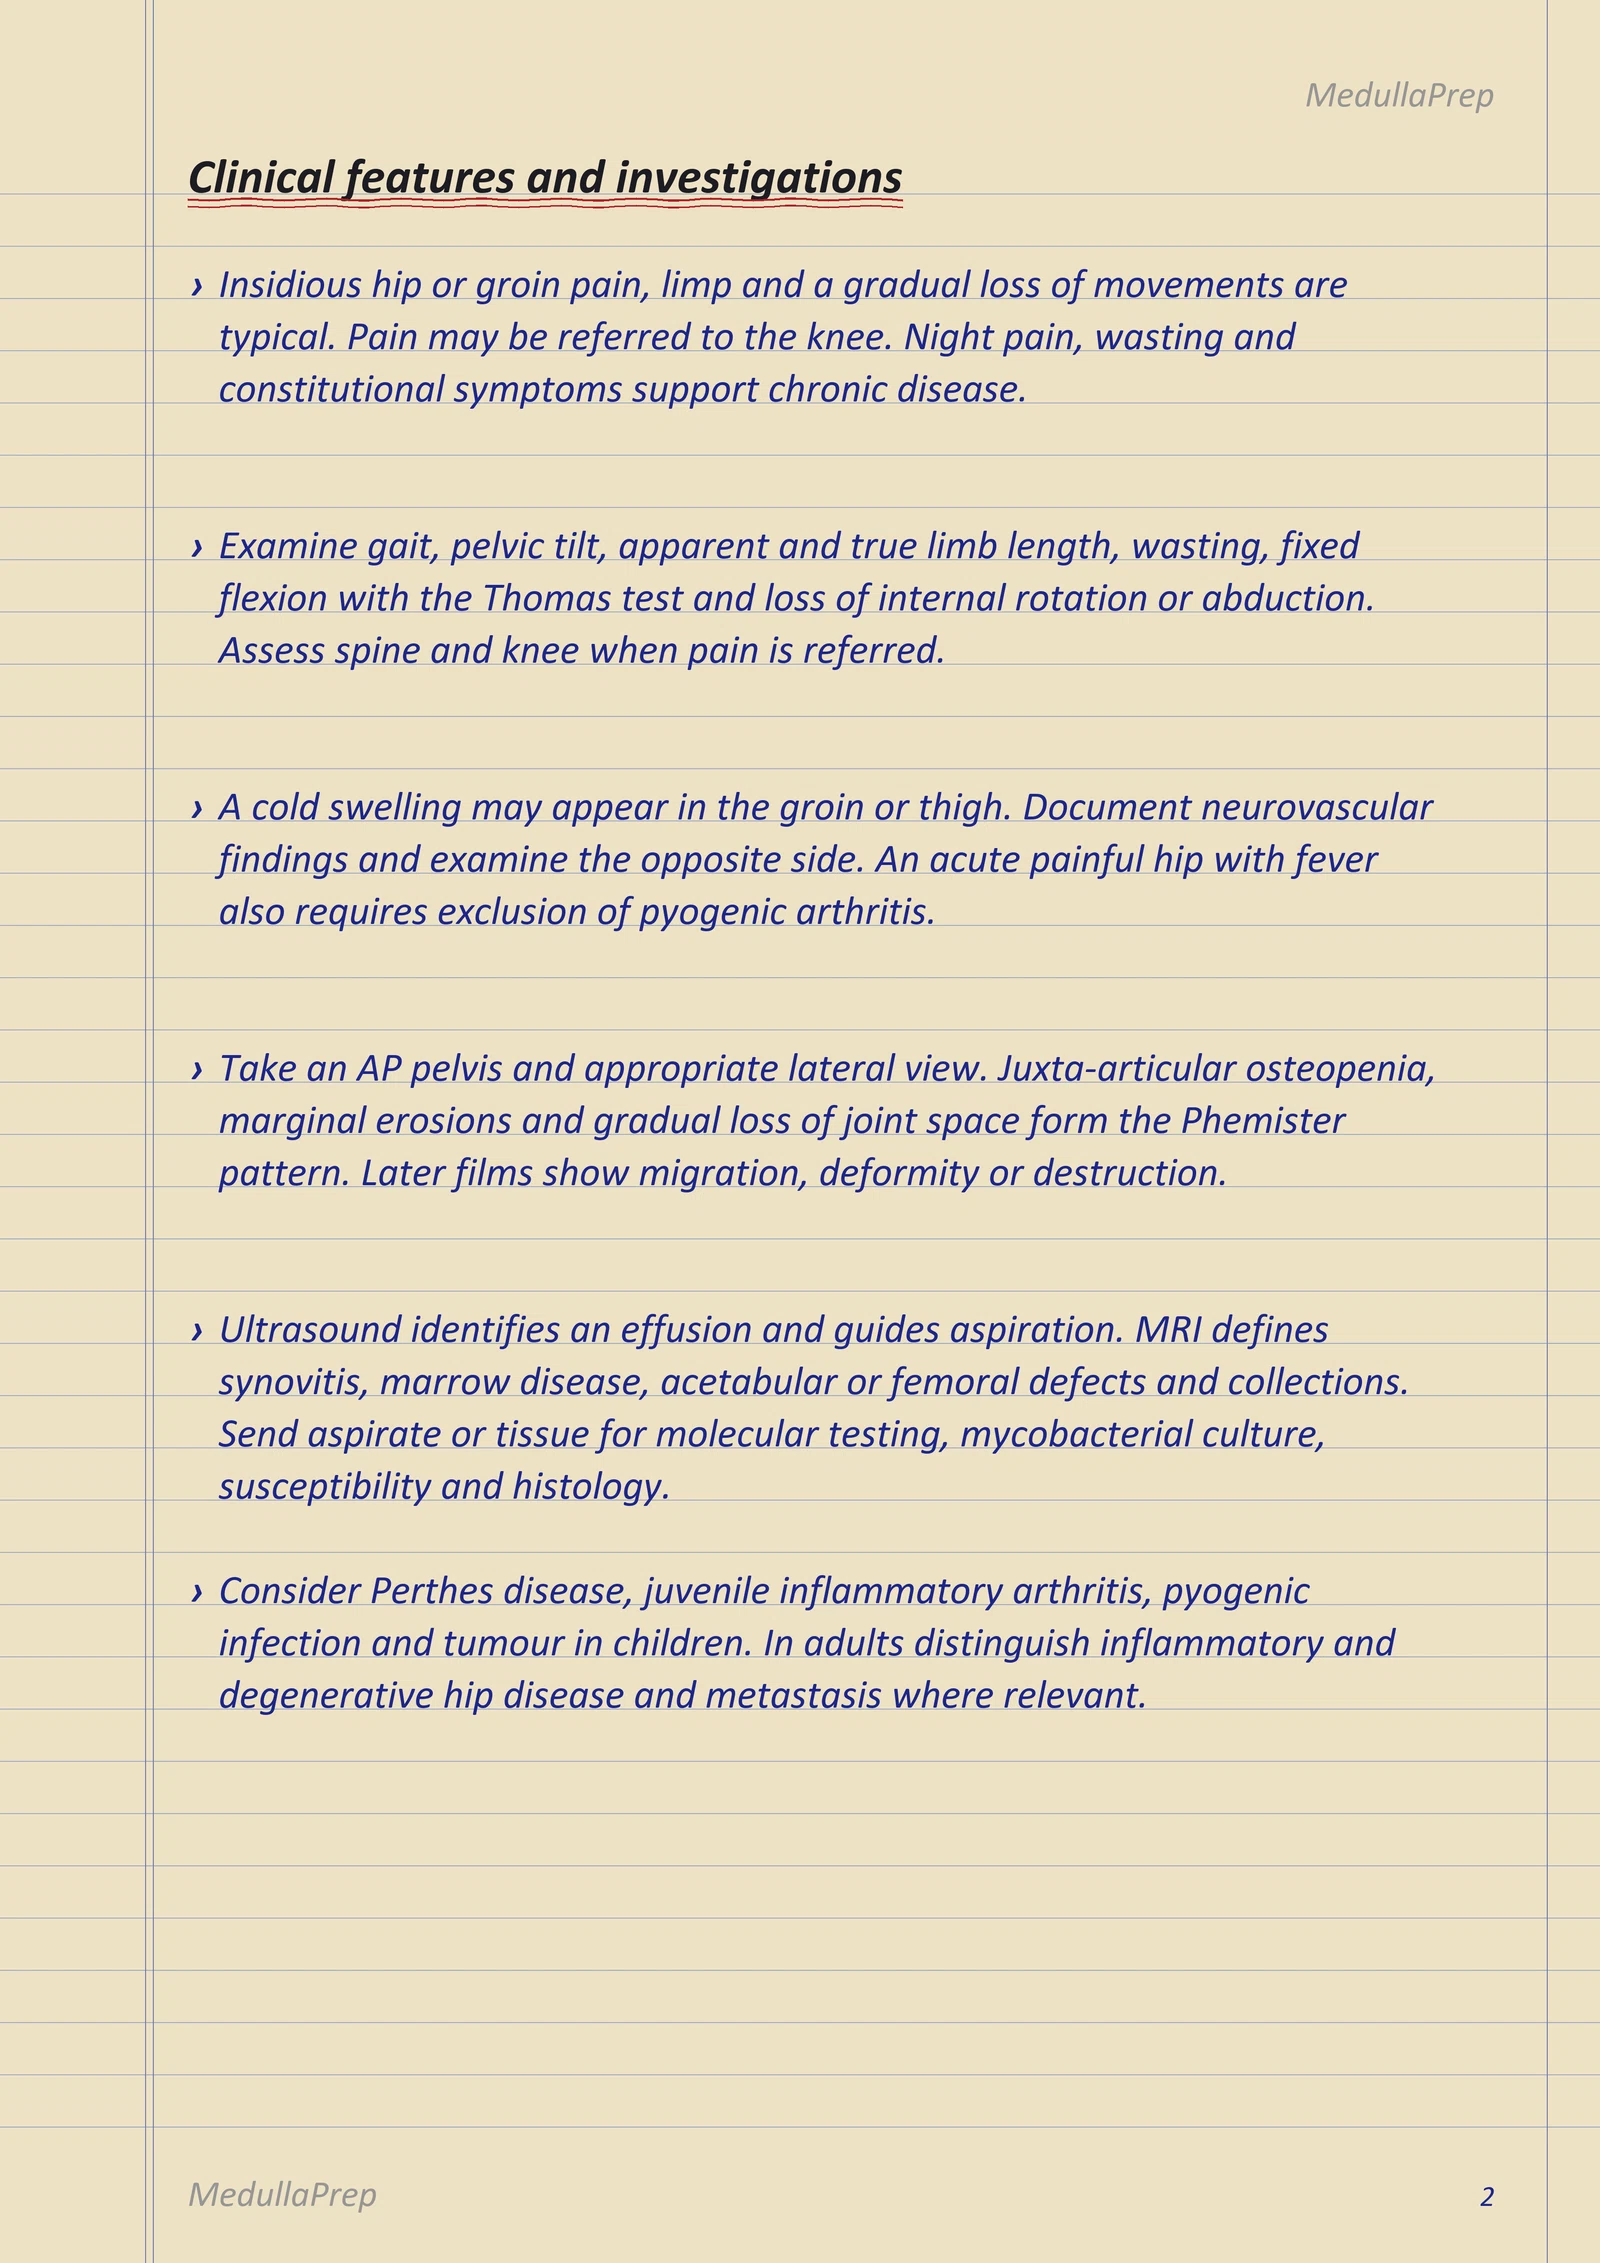 MedullaPrep
Clinical features and investigations
› Insidious hip or groin pain, limp and a gradual loss of movements are
typical. Pain may be referred to the knee. Night pain, wasting and
constitutional symptoms support chronic disease.
› Examine gait, pelvic tilt, apparent and true limb length, wasting, fixed
flexion with the Thomas test and loss of internal rotation or abduction.
Assess spine and knee when pain is referred.
› A cold swelling may appear in the groin or thigh. Document neurovascular
findings and examine the opposite side. An acute painful hip with fever
also requires exclusion of pyogenic arthritis.
› Take an AP pelvis and appropriate lateral view. Juxta-articular osteopenia,
marginal erosions and gradual loss of joint space form the Phemister
pattern. Later films show migration, deformity or destruction.
› Ultrasound identifies an effusion and guides aspiration. MRI defines
synovitis, marrow disease, acetabular or femoral defects and collections.
Send aspirate or tissue for molecular testing, mycobacterial culture,
susceptibility and histology.
› Consider Perthes disease, juvenile inflammatory arthritis, pyogenic
infection and tumour in children. In adults distinguish inflammatory and
degenerative hip disease and metastasis where relevant.
MedullaPrep
2